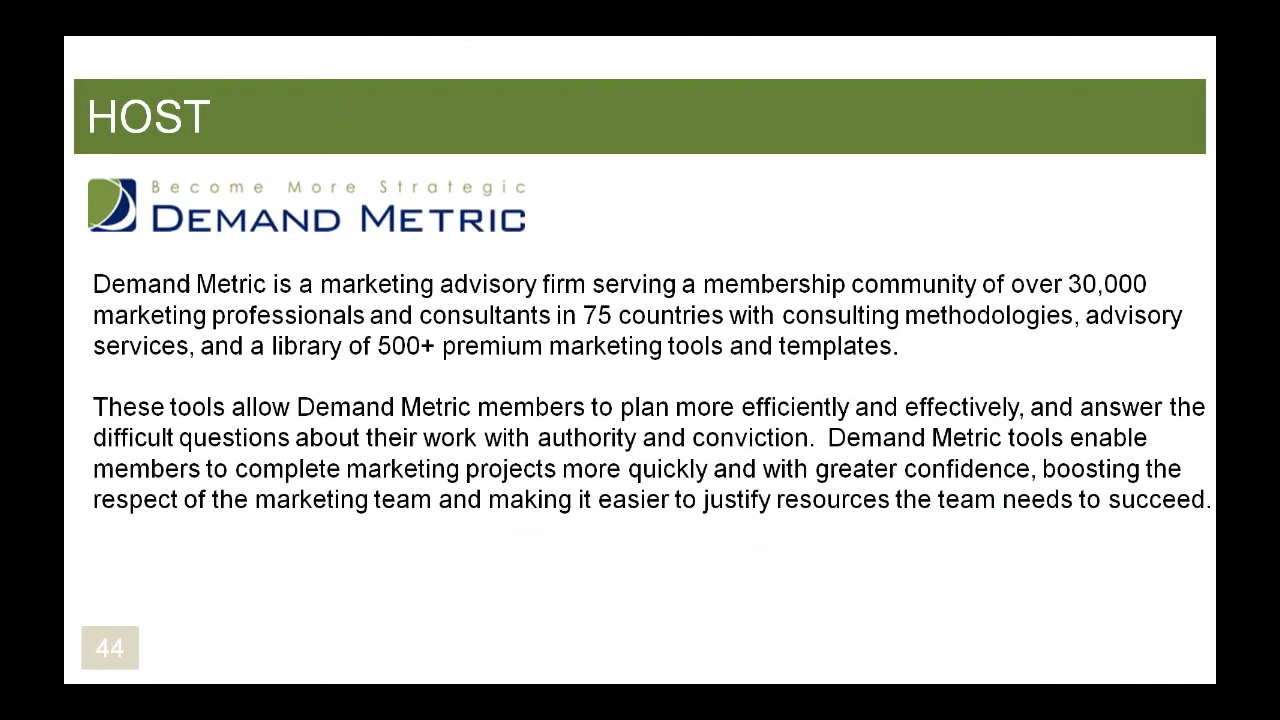 HOST
Become More Strategic
DEMAND METRIC
Demand Metric is a marketing advisory firm serving a membership community of over 30,000
marketing professionals and consultants in 75 countries with consulting methodologies, advisory
services, and a library of 500+ premium marketing tools and templates.
These tools allow Demand Metric members to plan more efficiently and effectively, and answer the
difficult questions about their work with authority and conviction.  Demand Metric tools enable
members to complete marketing projects more quickly and with greater confidence, boosting the
respect of the marketing team and making it easier to justify resources the team needs to succeed.
44